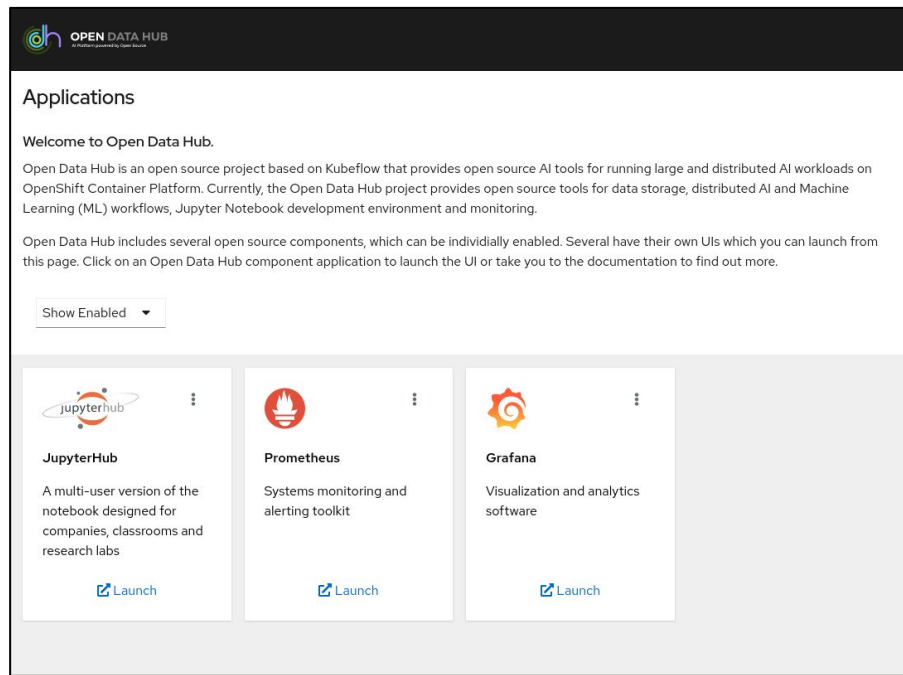 OPEN DATA HUB
AI Platform powered by Open Source
Applications
Welcome to Open Data Hub.
Open Data Hub is an open source project based on Kubeflow that provides open source AI tools for running large and distributed AI workloads on
OpenShift Container Platform. Currently, the Open Data Hub project provides open source tools for data storage, distributed AI and Machine
Learning (ML) workflows, Jupyter Notebook development environment and monitoring.
Open Data Hub includes several open source components, which can be individially enabled. Several have their own UIs which you can launch from
this page. Click on an Open Data Hub component application to launch the UI or take you to the documentation to find out more.
Show Enabled
jupyterhub
JupyterHub
A multi-user version of the
notebook designed for
companies, classrooms and
research labs
Launch
Prometheus
Systems monitoring and
alerting toolkit
Launch
Grafana
Visualization and analytics
software
Launch